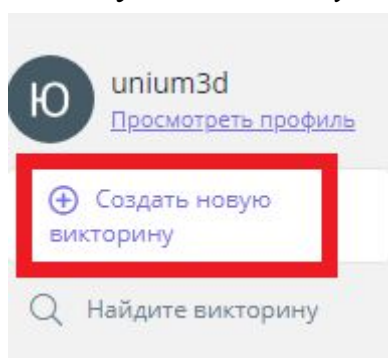 Ю
unium3d
Просмотреть профиль
Создать новую
викторину
Найдите викторину